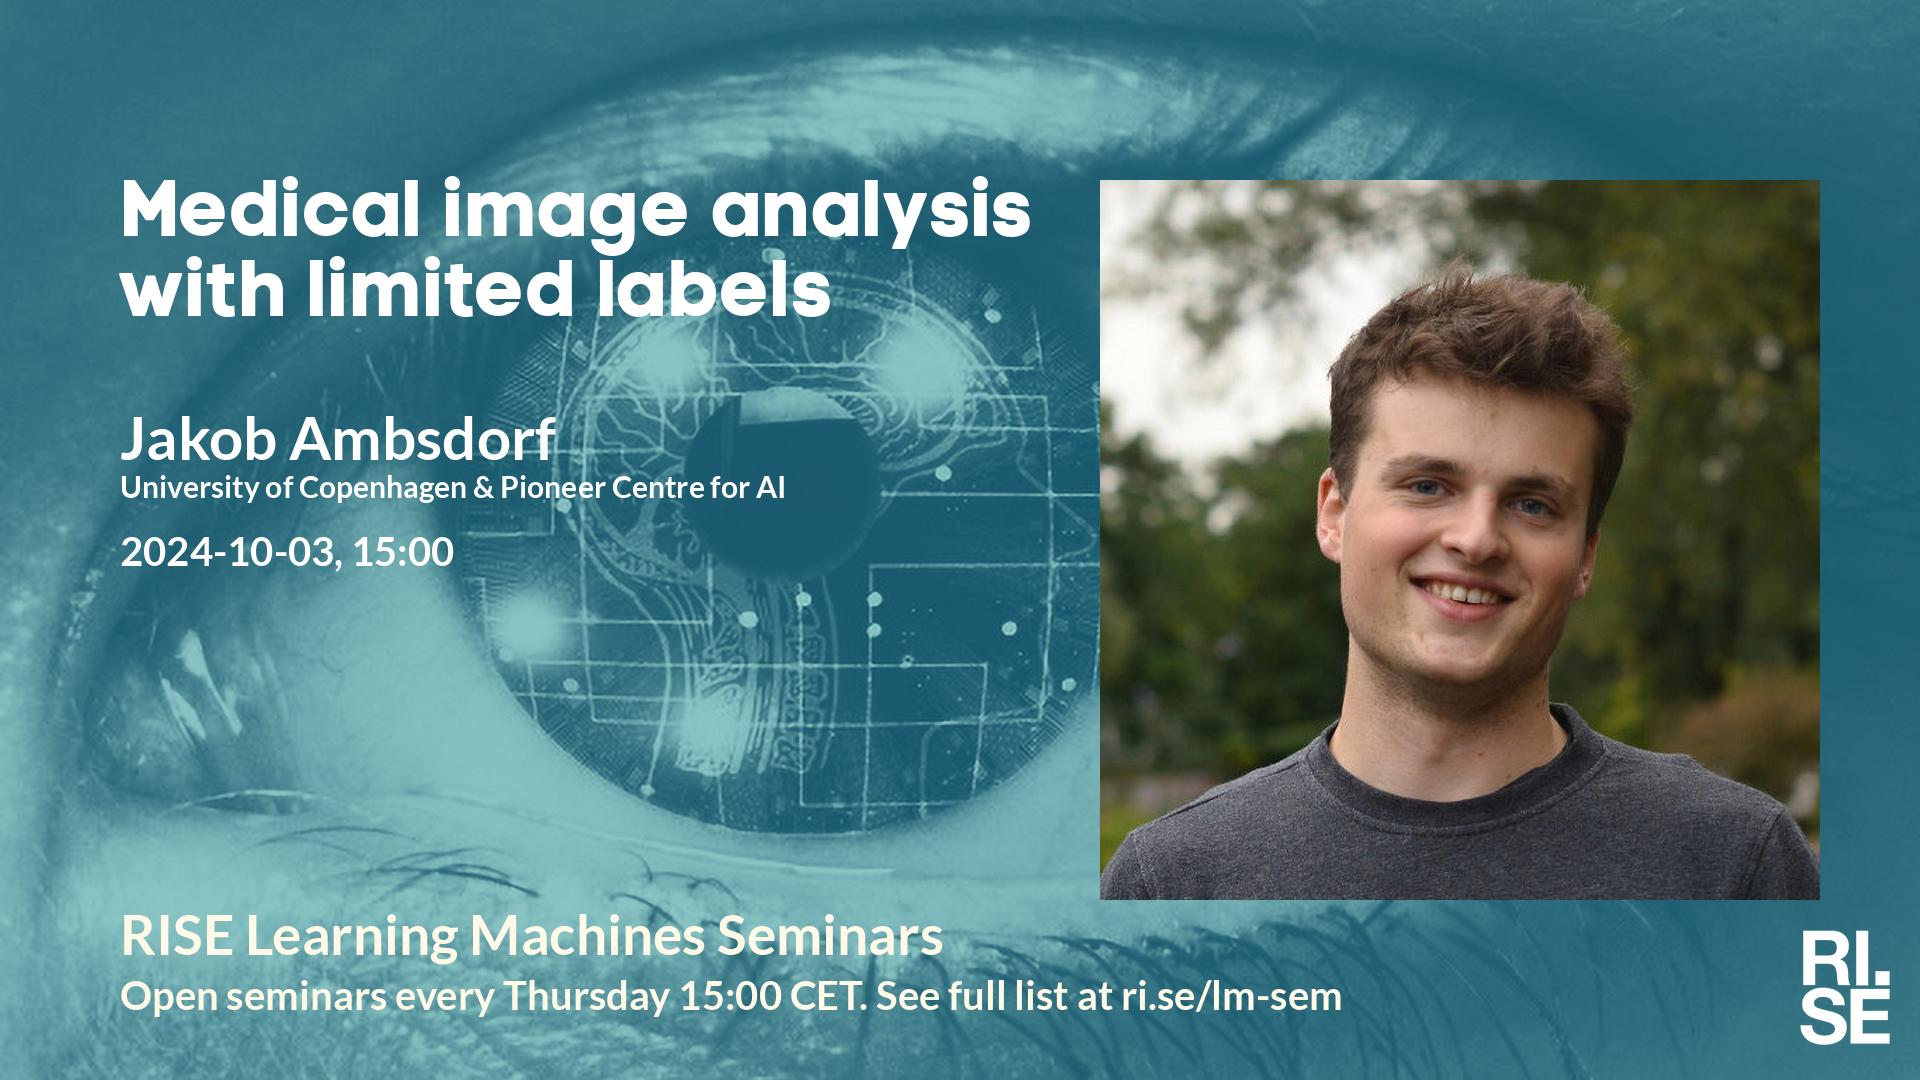 Medical image analysis
with limited labels
Jakob Ambsdorf
University of Copenhagen & Pioneer Centre for AI
2024-10-03, 15:00
RISE Learning Machines Seminars
Open seminars every Thursday 15:00 CET. See full list at ri.se/lm-sem
RI.
SE